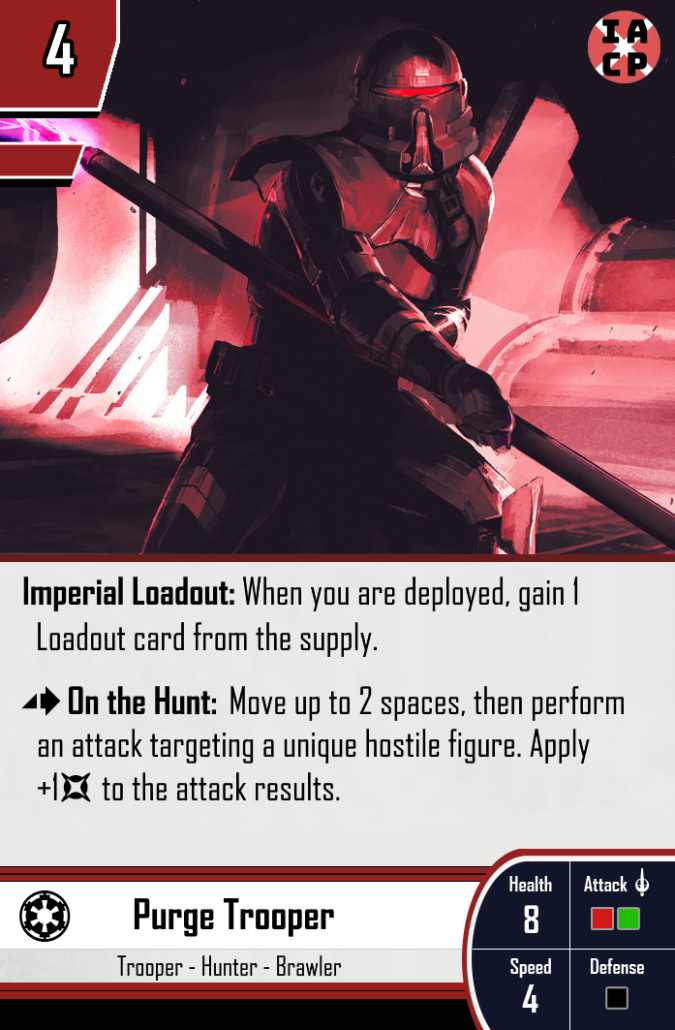 4
IA
CP
Imperial Loadout: When you are deployed, gain 1
Loadout card from the supply.
On the Hunt: Move up to 2 spaces, then perform
an attack targeting a unique hostile figure. Apply
+1 to the attack results.
Purge Trooper
Trooper - Hunter - Brawler
Health
8
Attack
Speed
4
Defense